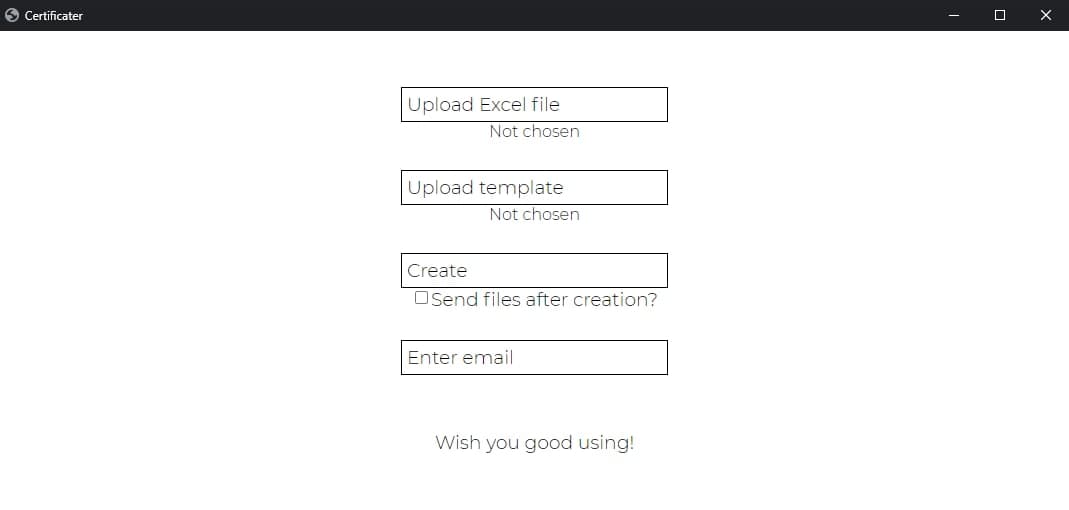 Certificater
Upload Excel file
Not chosen
Upload template
Not chosen
Create
Send files after creation?
Enter email
Wish you good using!